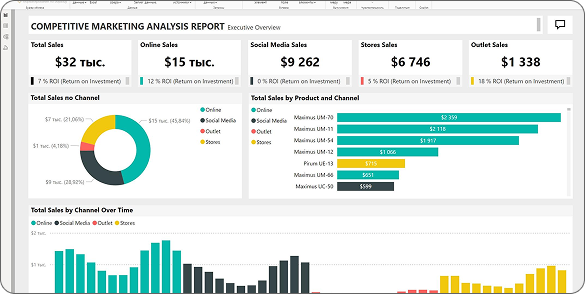 COMPETITIVE MARKETING ANALYSIS REPORT Executive Overview
Total Sales
$32 тыс.
7 % ROI (Return on Investment)
Online Sales
$15 тыс.
12 % ROI (Return on Investment)
Social Media Sales
$9 262
0 % ROI (Return on Investment)
Stores Sales
$6 746
5 % ROI (Return on Investment)
Outlet Sales
$1 338
18 % ROI (Return on Investment)
Total Sales no Channel
$7 тыс. (21,06%)
$1 тыс. (4,18%)
$9 тыс. (28,92%)
$15 тыс. (45,84%)
Online
Social Media
Outlet
Stores
Total Sales by Product and Channel
Online
Social Media
Outlet
Stores
Maximus UM-70 $2 359
Maximus UM-11 $2 118
Maximus UM-54 $1 917
Maximus UM-12 $1 066
Pirum UE-13 $715
Maximus UM-66 $651
Maximus UC-50 $599
Total Sales by Channel Over Time
Online Social Media Outlet Stores
$2 тыс.
$1 тыс.